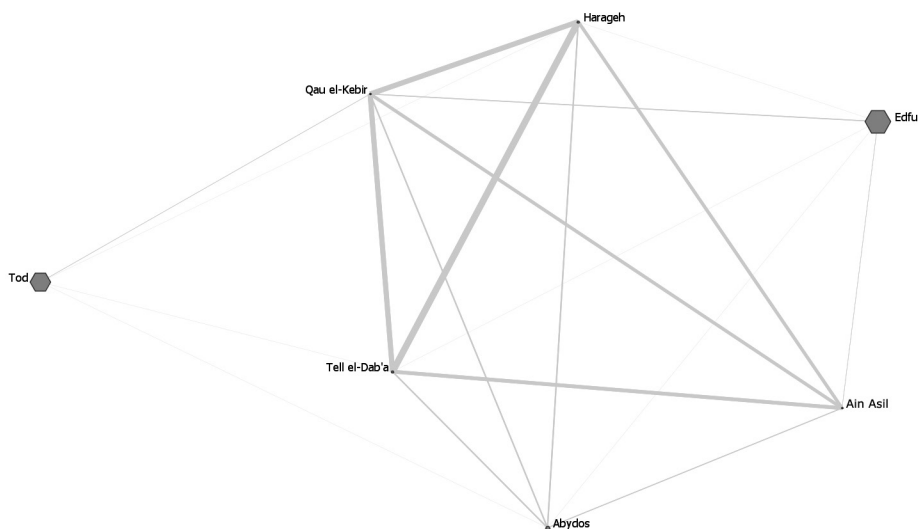 Harageh
Qau el-Kebir
Edfu
Tod
Tell el-Dab'a
Ain Asil
Abydos